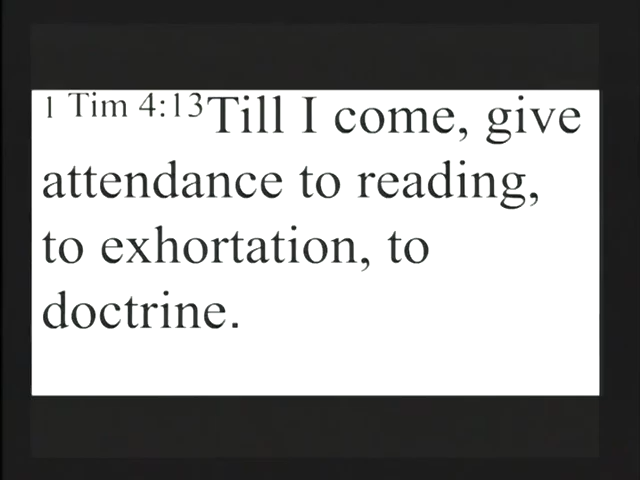 1 Tim 4:13Till I come, give
attendance to reading,
to exhortation, to
doctrine.